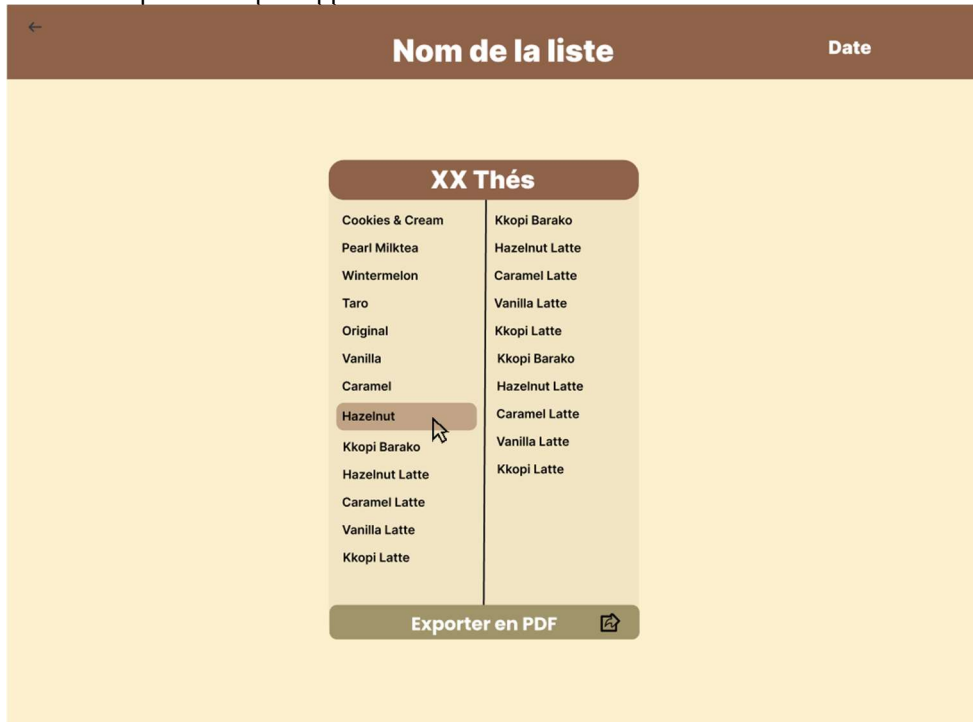 Nom de la liste
Date
XX Thés
Cookies & Cream
Pearl Milktea
Wintermelon
Taro
Original
Vanilla
Caramel
Hazelnut
Kkopi Barako
Hazelnut Latte
Caramel Latte
Vanilla Latte
Kkopi Latte
Kkopi Barako
Hazelnut Latte
Caramel Latte
Vanilla Latte
Kkopi Latte
Kkopi Barako
Hazelnut Latte
Caramel Latte
Vanilla Latte
Kkopi Latte
Exporter en PDF